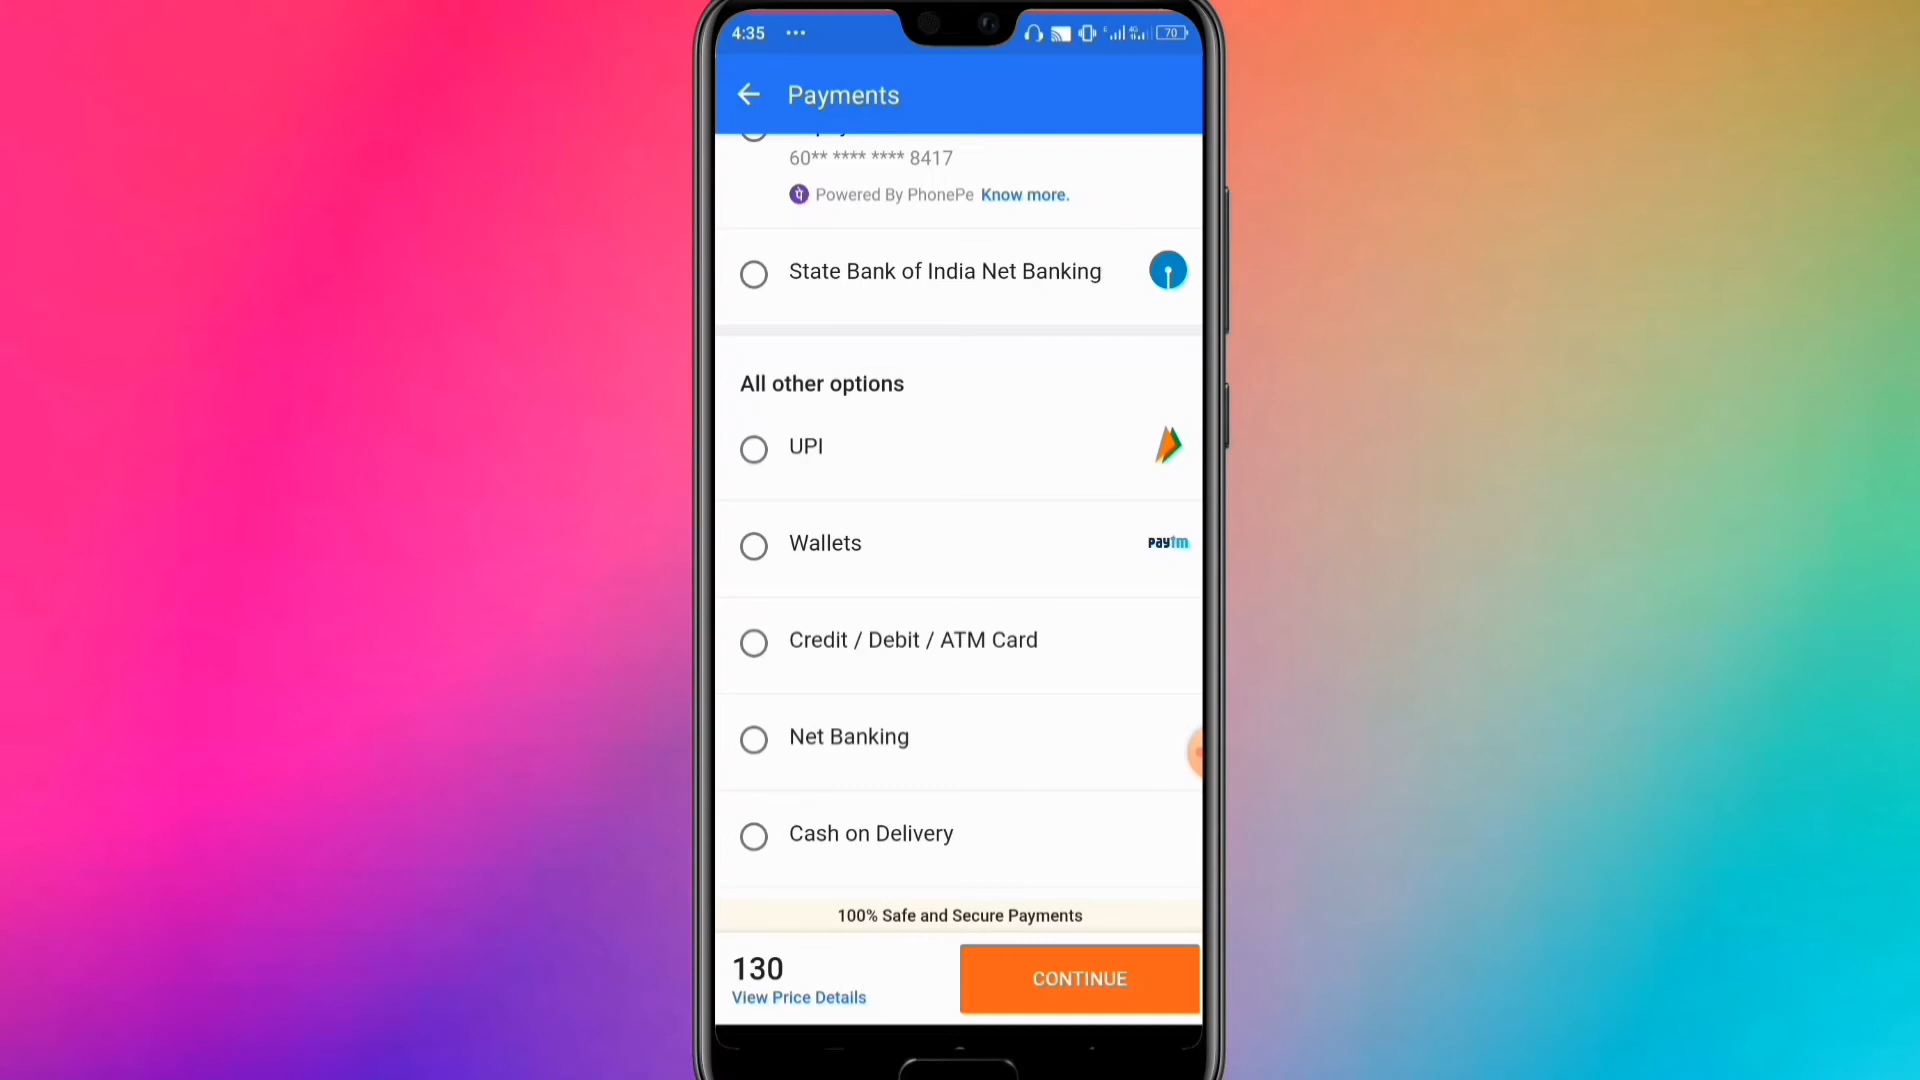 4:35
70
Payments
60** **** **** 8417
Powered By PhonePe Know more.
State Bank of India Net Banking
All other options
UPI
Wallets
paytm
Credit / Debit / ATM Card
Net Banking
Cash on Delivery
100% Safe and Secure Payments
130
View Price Details
CONTINUE